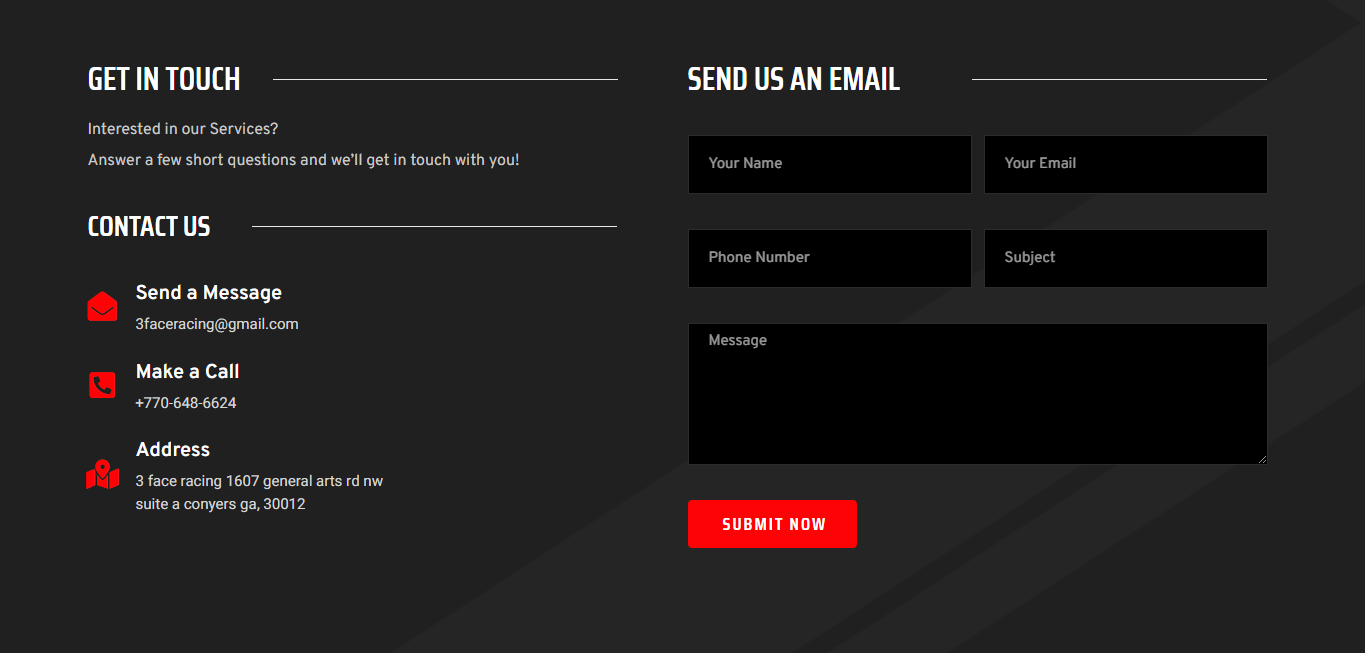 GET IN TOUCH
Interested in our Services?
Answer a few short questions and we’ll get in touch with you!
CONTACT US
Send a Message
3faceracing@gmail.com
Make a Call
+770-648-6624
Address
3 face racing 1607 general arts rd nw
suite a conyers ga, 30012
SEND US AN EMAIL
Your Name
Your Email
Phone Number
Subject
Message
SUBMIT NOW